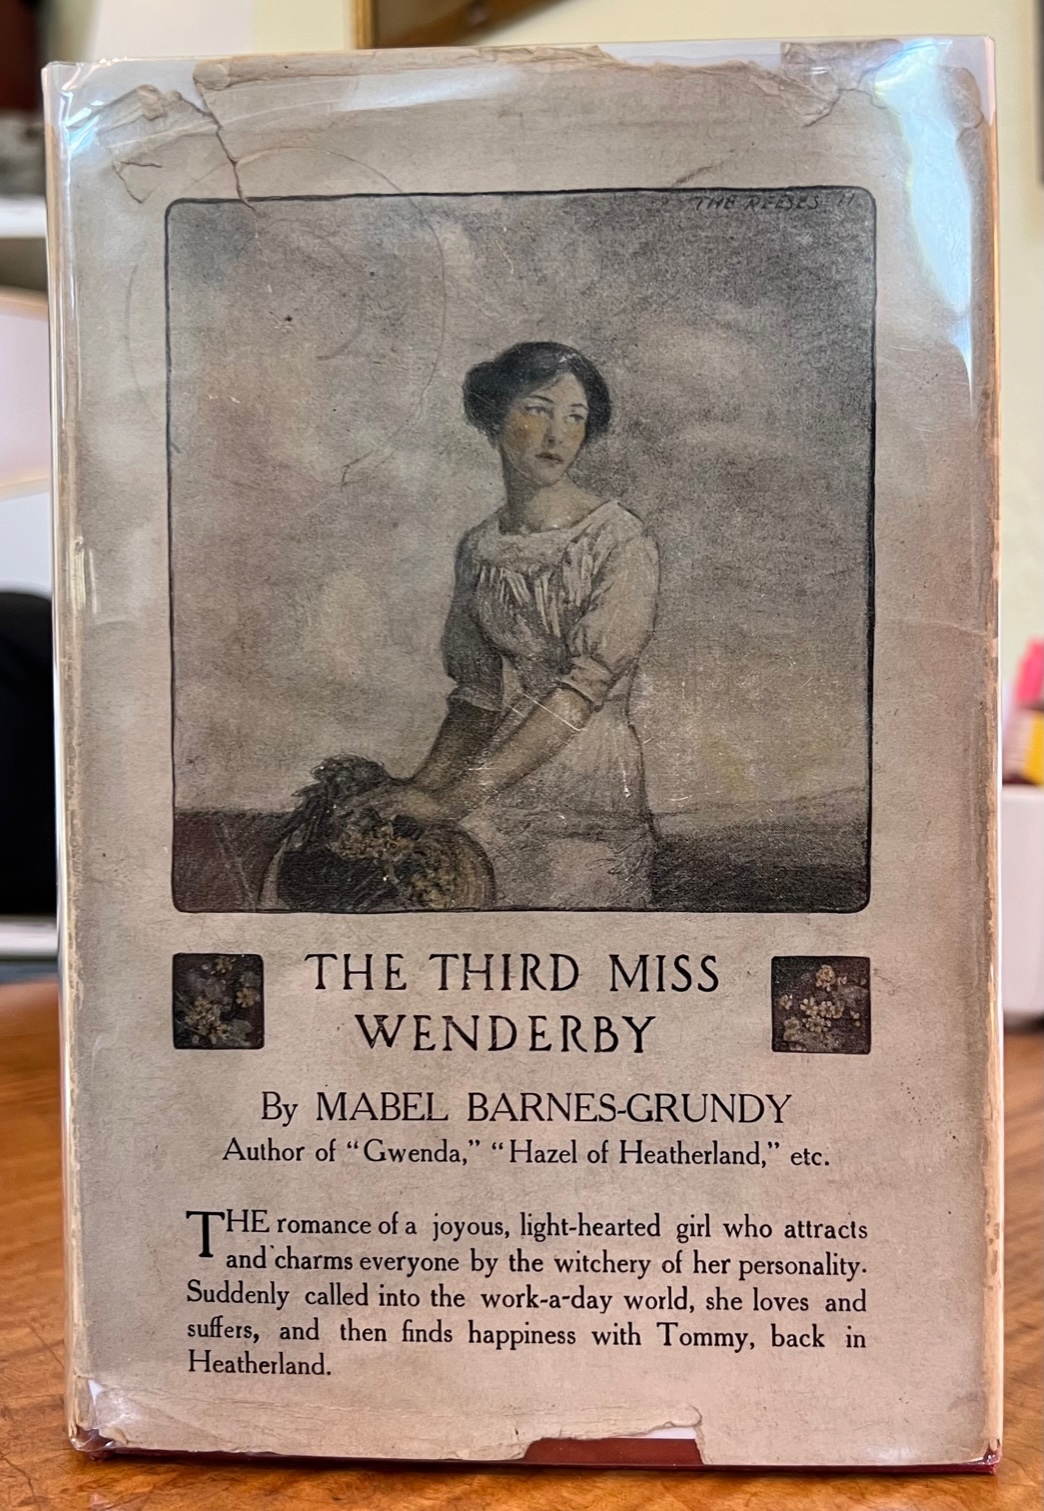 THE REESES 11
THE THIRD MISS
WENDERBY
By MABEL BARNES-GRUNDY
Author of “Gwenda,” “Hazel of Heatherland,” etc.
THE romance of a joyous, light-hearted girl who attracts
and charms everyone by the witchery of her personality.
Suddenly called into the work-a-day world, she loves and
suffers, and then finds happiness with Tommy, back in
Heatherland.